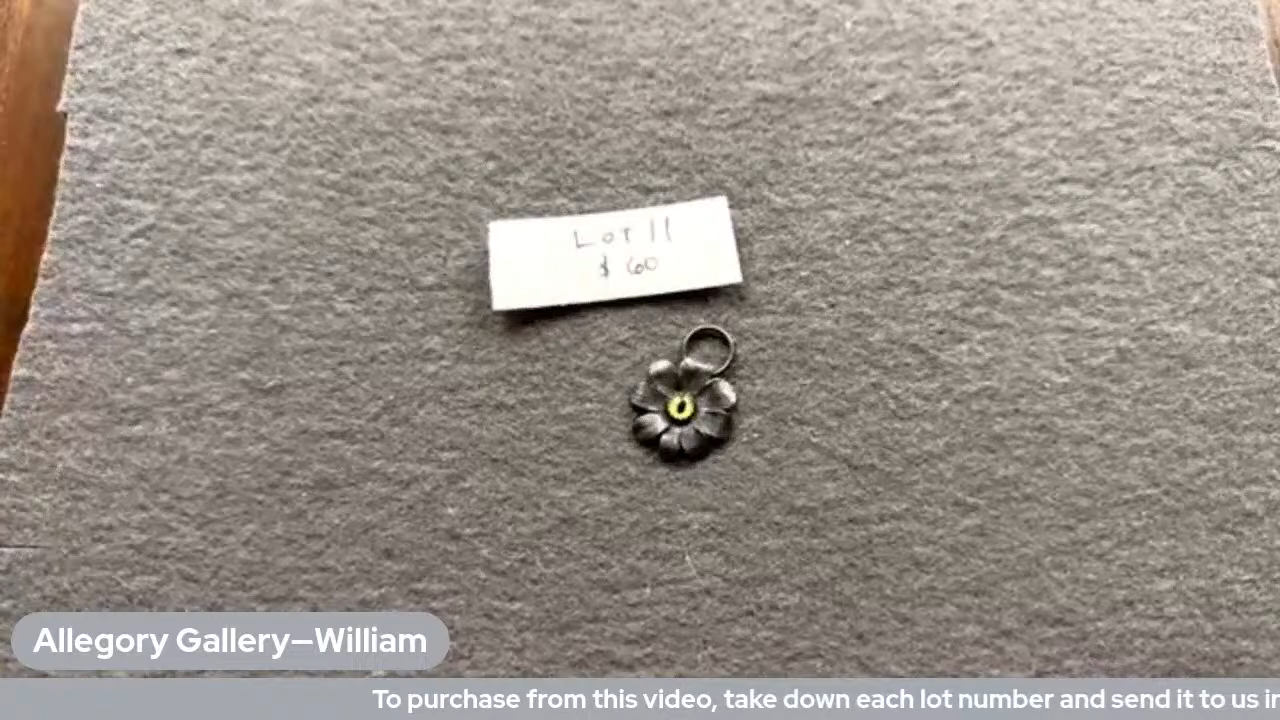 Lot 11
$ 60
Allegory Gallery—William
To purchase from this video, take down each lot number and send it to us in